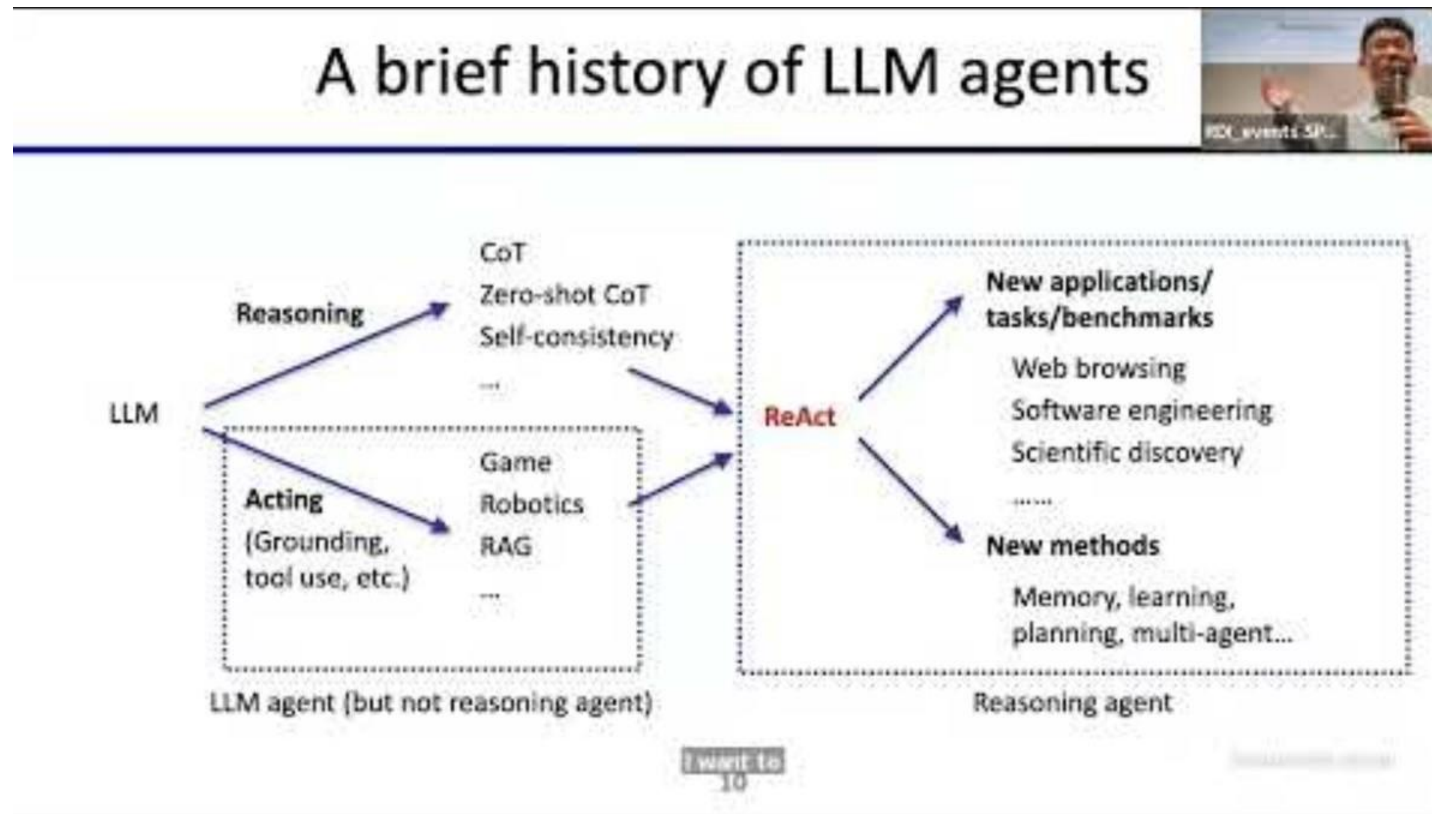 A brief history of LLM agents
RDI_events SP...
CoT
Zero-shot CoT
Self-consistency
...
Reasoning
LLM
Acting
(Grounding,
tool use, etc.)
Game
Robotics
RAG
...
LLM agent (but not reasoning agent)
ReAct
New applications/
tasks/benchmarks
Web browsing
Software engineering
Scientific discovery
......
New methods
Memory, learning,
planning, multi-agent...
Reasoning agent
I want to
10